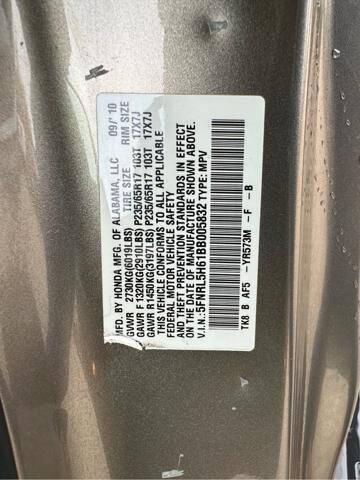 MFD. BY HONDA MFG. OF ALABAMA, LLC 09/'10
GVWR 2730KG(6019LBS) TIRE SIZE RIM SIZE
GAWR F 1320KG(2910LBS) P235/65R17 103T 17X7J
GAWR R1450KG(3197LBS) P235/65R17 103T 17X7J
THIS VEHICLE CONFORMS TO ALL APPLICABLE
FEDERAL MOTOR VEHICLE SAFETY
AND THEFT PREVENTION STANDARDS IN EFFECT
ON THE DATE OF MANUFACTURE SHOWN ABOVE.
V.I.N.: 5FNRL5H61BB005832 TYPE: MPV
TK8 B AF5 -YR573M -F -B